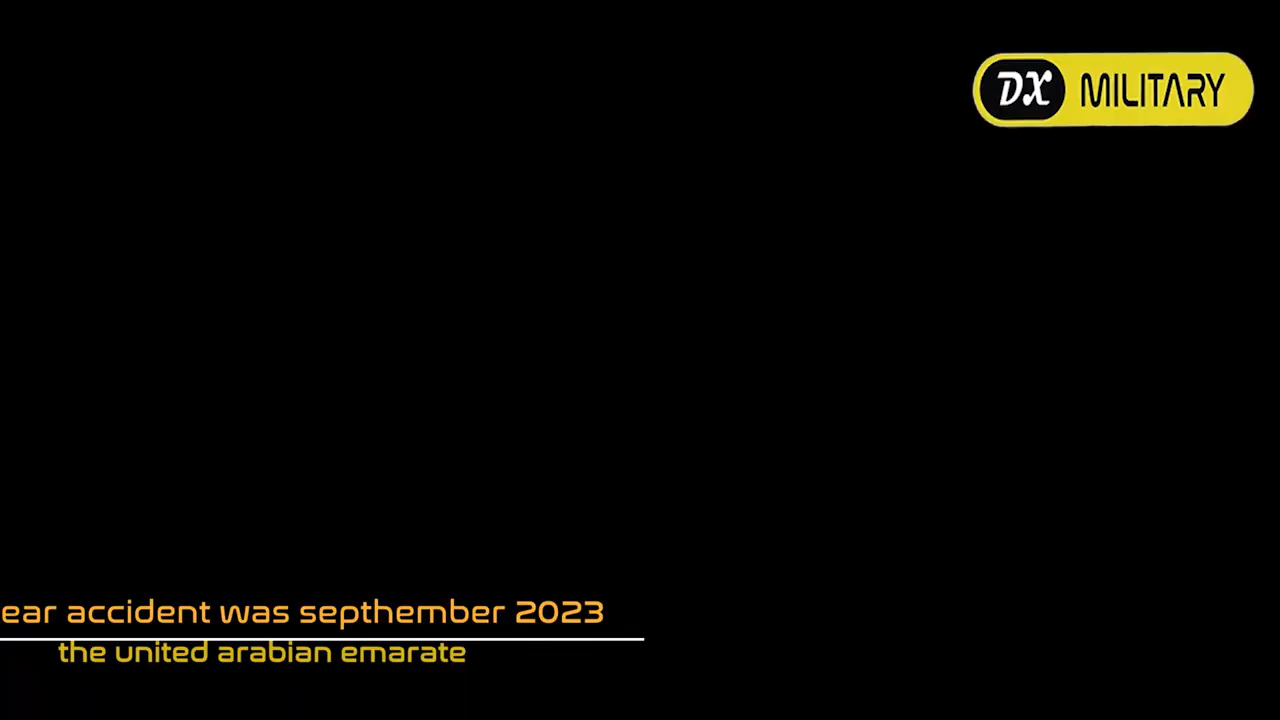 DX MILITARY
ear accident was septhember 2023
the united arabian emarate